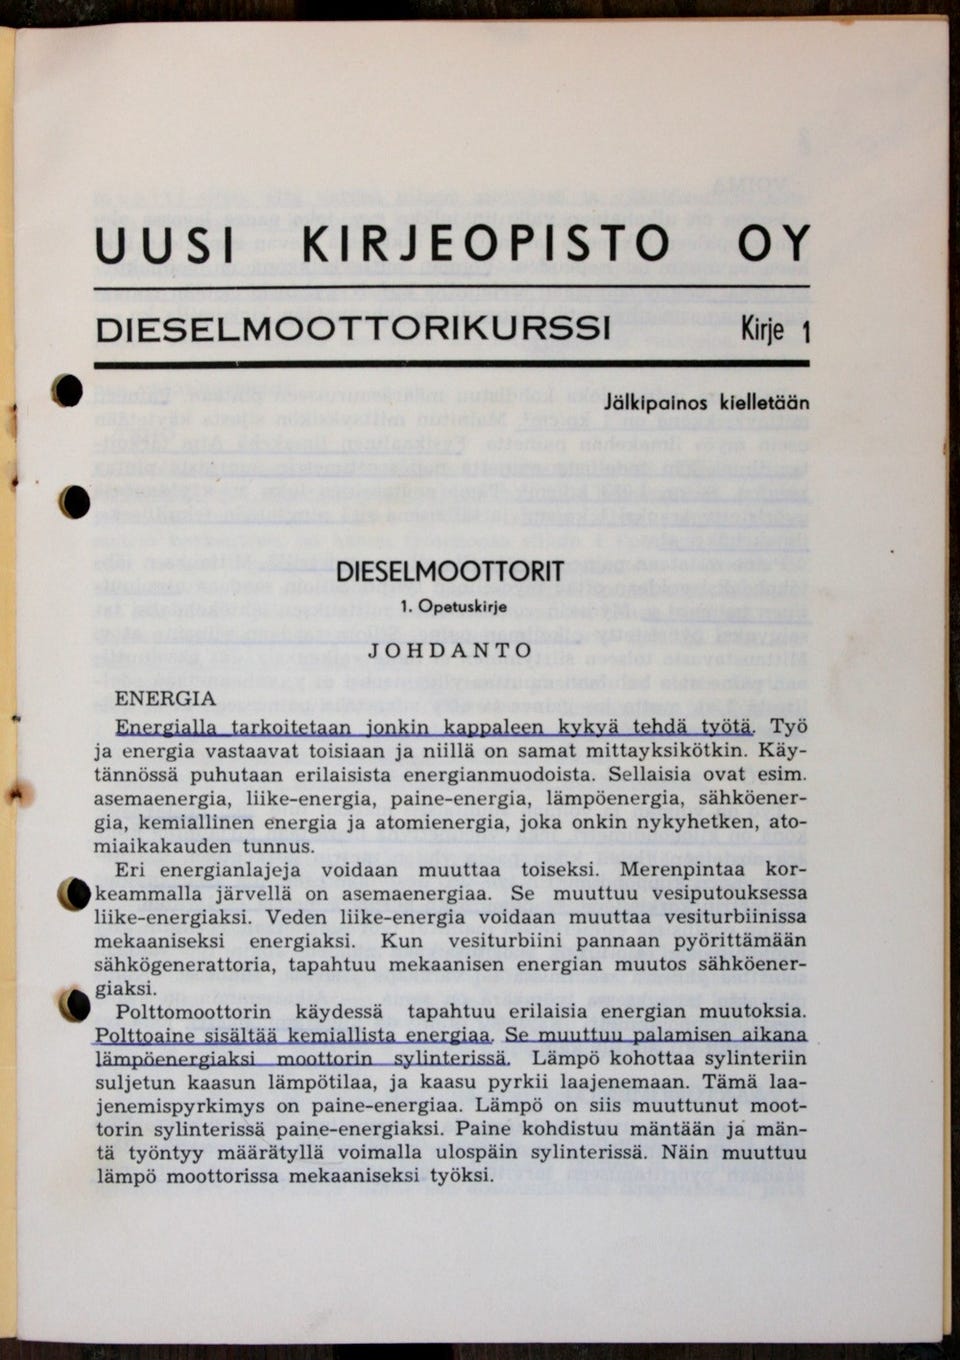 UUSI KIRJEOPISTO OY
DIESELMOOTTORIKURSSI Kirje 1
Jälkipainos kielletään
DIESELMOOTTORIT
1. Opetuskirje
JOHDANTO
ENERGIA
Energialla tarkoitetaan jonkin kappaleen kykyä tehdä työtä. Työ
ja energia vastaavat toisiaan ja niillä on samat mittayksikötkin. Käy-
tännössä puhutaan erilaisista energianmuodoista. Sellaisia ovat esim.
asemaenergia, liike-energia, paine-energia, lämpöenergia, sähköener-
gia, kemiallinen energia ja atomienergia, joka onkin nykyhetken, ato-
miaikakauden tunnus.
Eri energianlajeja voidaan muuttaa toiseksi. Merenpintaa kor-
keammalla järvellä on asemaenergiaa. Se muuttuu vesiputouksessa
liike-energiaksi. Veden liike-energia voidaan muuttaa vesiturbiinissa
mekaaniseksi energiaksi. Kun vesiturbiini pannaan pyörittämään
sähkögenerattoria, tapahtuu mekaanisen energian muutos sähköener-
giaksi.
Polttomoottorin käydessä tapahtuu erilaisia energian muutoksia.
Polttoaine sisältää kemiallista energiaa. Se muuttuu palamisen aikana
lämpöenergiaksi moottorin sylinterissä. Lämpö kohottaa sylinteriin
suljetun kaasun lämpötilaa, ja kaasu pyrkii laajenemaan. Tämä laa-
jenemispyrkimys on paine-energiaa. Lämpö on siis muuttunut moot-
torin sylinterissä paine-energiaksi. Paine kohdistuu mäntään ja män-
tä työntyy määrätyllä voimalla ulospäin sylinterissä. Näin muuttuu
lämpö moottorissa mekaaniseksi työksi.